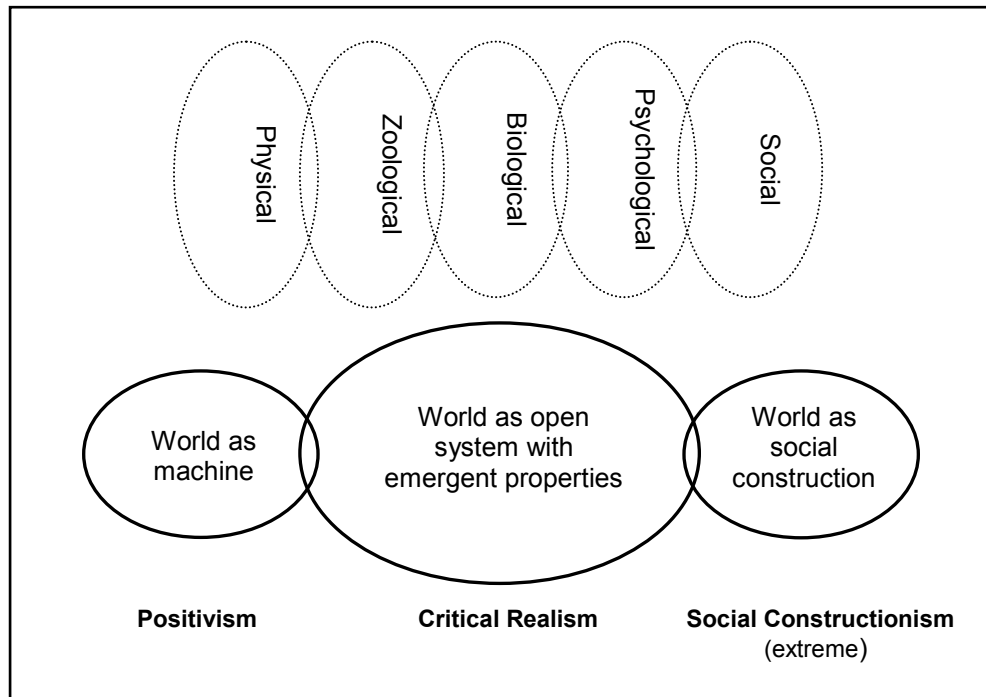 Physical
Zoological
Biological
Psychological
Social
World as
machine
World as open
system with
emergent properties
World as
social
construction
Positivism
Critical Realism
Social Constructionism
(extreme)